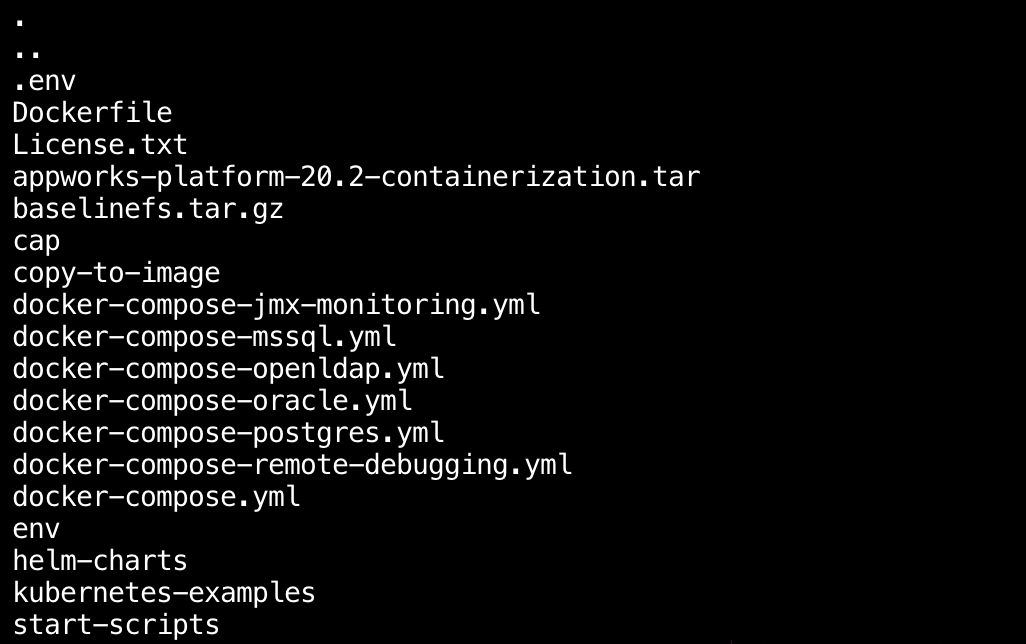 .
..
.env
Dockerfile
License.txt
appworks-platform-20.2-containerization.tar
baselinefs.tar.gz
cap
copy-to-image
docker-compose-jmx-monitoring.yml
docker-compose-mssql.yml
docker-compose-openldap.yml
docker-compose-oracle.yml
docker-compose-postgres.yml
docker-compose-remote-debugging.yml
docker-compose.yml
env
helm-charts
kubernetes-examples
start-scripts